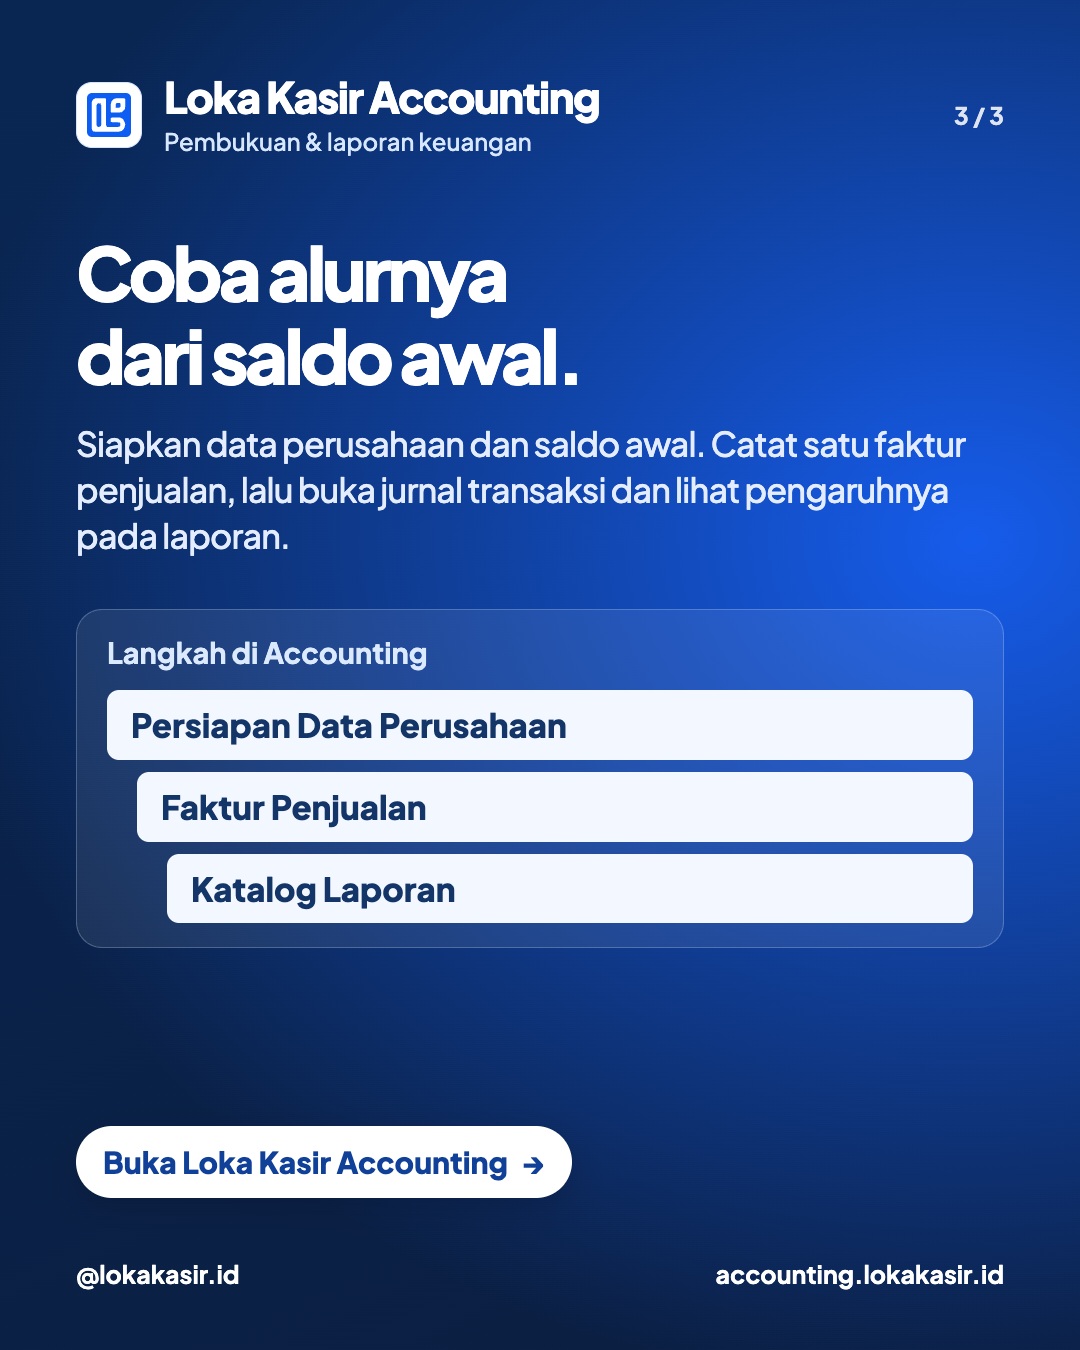 Loka Kasir Accounting
Pembukuan & laporan keuangan
3 / 3
Coba alurnya
dari saldo awal.
Siapkan data perusahaan dan saldo awal. Catat satu faktur
penjualan, lalu buka jurnal transaksi dan lihat pengaruhnya
pada laporan.
Langkah di Accounting
Persiapan Data Perusahaan
Faktur Penjualan
Katalog Laporan
Buka Loka Kasir Accounting →
@lokakasir.id
accounting.lokakasir.id